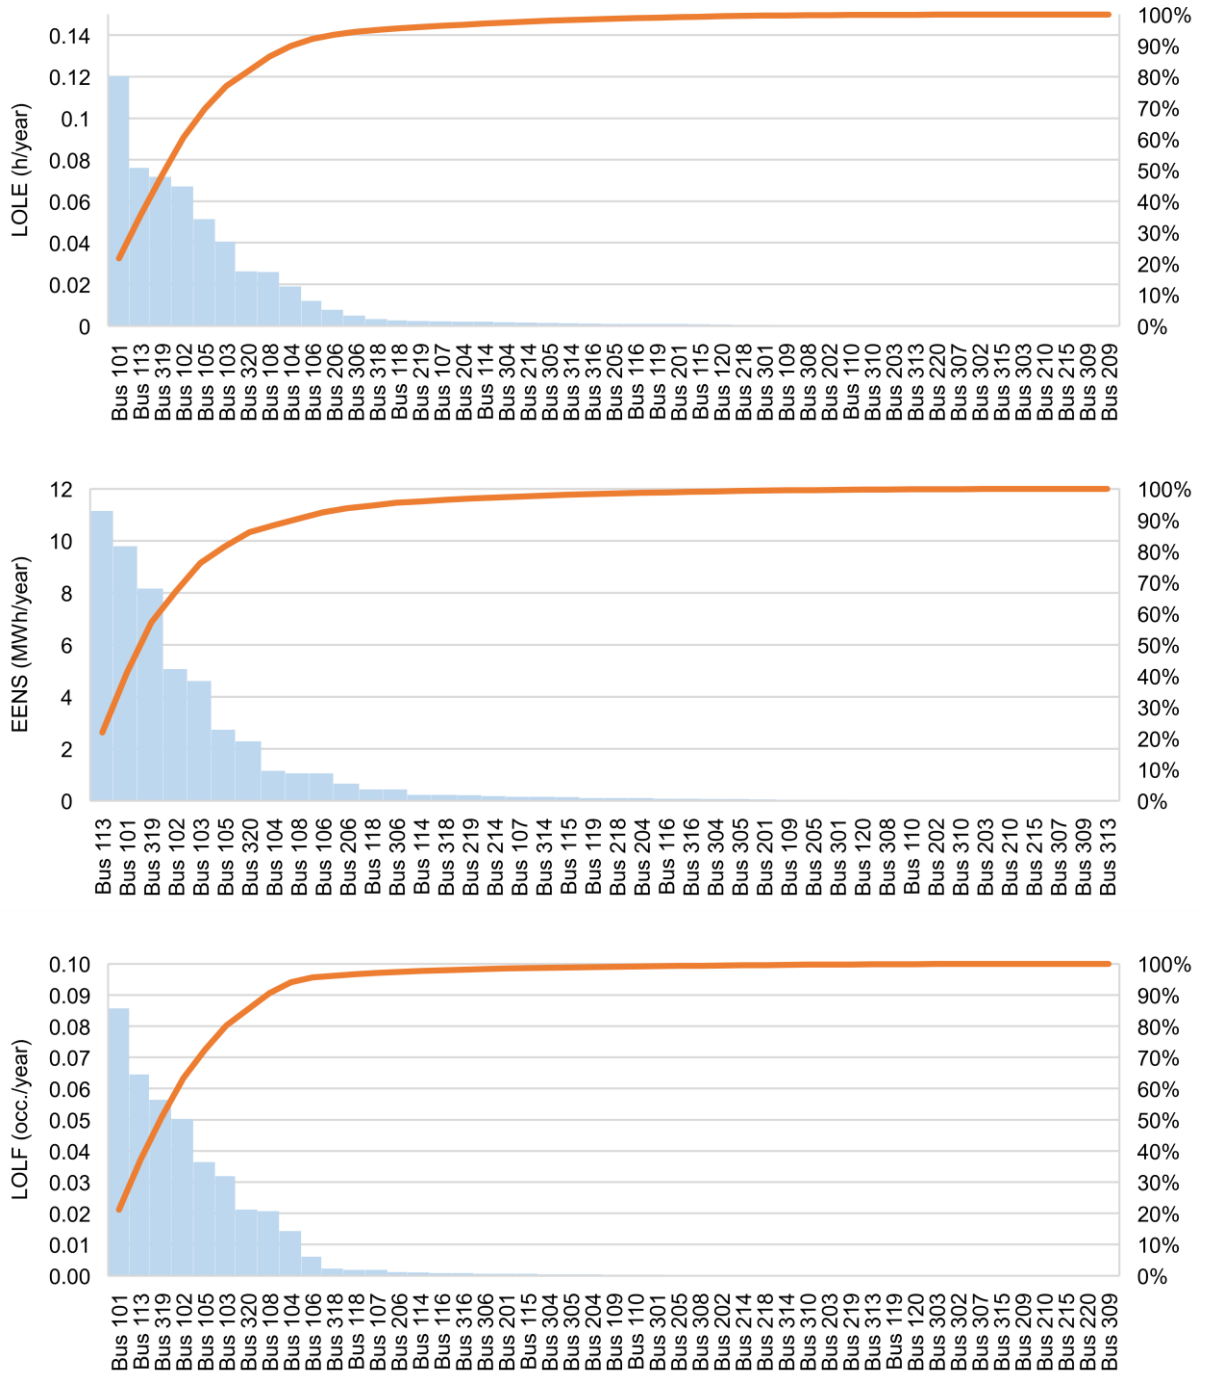 LOLE (h/year)
0.14
0.12
0.1
0.08
0.06
0.04
0.02
0
100%
90%
80%
70%
60%
50%
40%
30%
20%
10%
0%
Bus 101
Bus 113
Bus 319
Bus 102
Bus 105
Bus 103
Bus 320
Bus 108
Bus 104
Bus 106
Bus 206
Bus 306
Bus 318
Bus 118
Bus 219
Bus 107
Bus 204
Bus 114
Bus 304
Bus 214
Bus 305
Bus 314
Bus 316
Bus 205
Bus 116
Bus 119
Bus 201
Bus 115
Bus 120
Bus 218
Bus 301
Bus 109
Bus 308
Bus 202
Bus 110
Bus 310
Bus 203
Bus 313
Bus 220
Bus 307
Bus 302
Bus 315
Bus 303
Bus 210
Bus 215
Bus 309
Bus 209
EENS (MWh/year)
12
10
8
6
4
2
0
100%
90%
80%
70%
60%
50%
40%
30%
20%
10%
0%
Bus 113
Bus 101
Bus 319
Bus 102
Bus 103
Bus 105
Bus 320
Bus 104
Bus 108
Bus 106
Bus 206
Bus 118
Bus 306
Bus 114
Bus 318
Bus 219
Bus 214
Bus 107
Bus 314
Bus 115
Bus 119
Bus 218
Bus 204
Bus 116
Bus 316
Bus 304
Bus 305
Bus 201
Bus 109
Bus 205
Bus 301
Bus 120
Bus 308
Bus 110
Bus 202
Bus 310
Bus 203
Bus 210
Bus 215
Bus 307
Bus 309
Bus 313
LOLF (occ./year)
0.10
0.09
0.08
0.07
0.06
0.05
0.04
0.03
0.02
0.01
0.00
100%
90%
80%
70%
60%
50%
40%
30%
20%
10%
0%
Bus 101
Bus 113
Bus 319
Bus 102
Bus 105
Bus 103
Bus 320
Bus 108
Bus 104
Bus 106
Bus 318
Bus 118
Bus 107
Bus 206
Bus 114
Bus 116
Bus 316
Bus 306
Bus 201
Bus 115
Bus 304
Bus 305
Bus 204
Bus 109
Bus 110
Bus 301
Bus 205
Bus 308
Bus 202
Bus 214
Bus 218
Bus 314
Bus 310
Bus 203
Bus 219
Bus 313
Bus 119
Bus 120
Bus 303
Bus 302
Bus 307
Bus 315
Bus 209
Bus 210
Bus 215
Bus 220
Bus 309